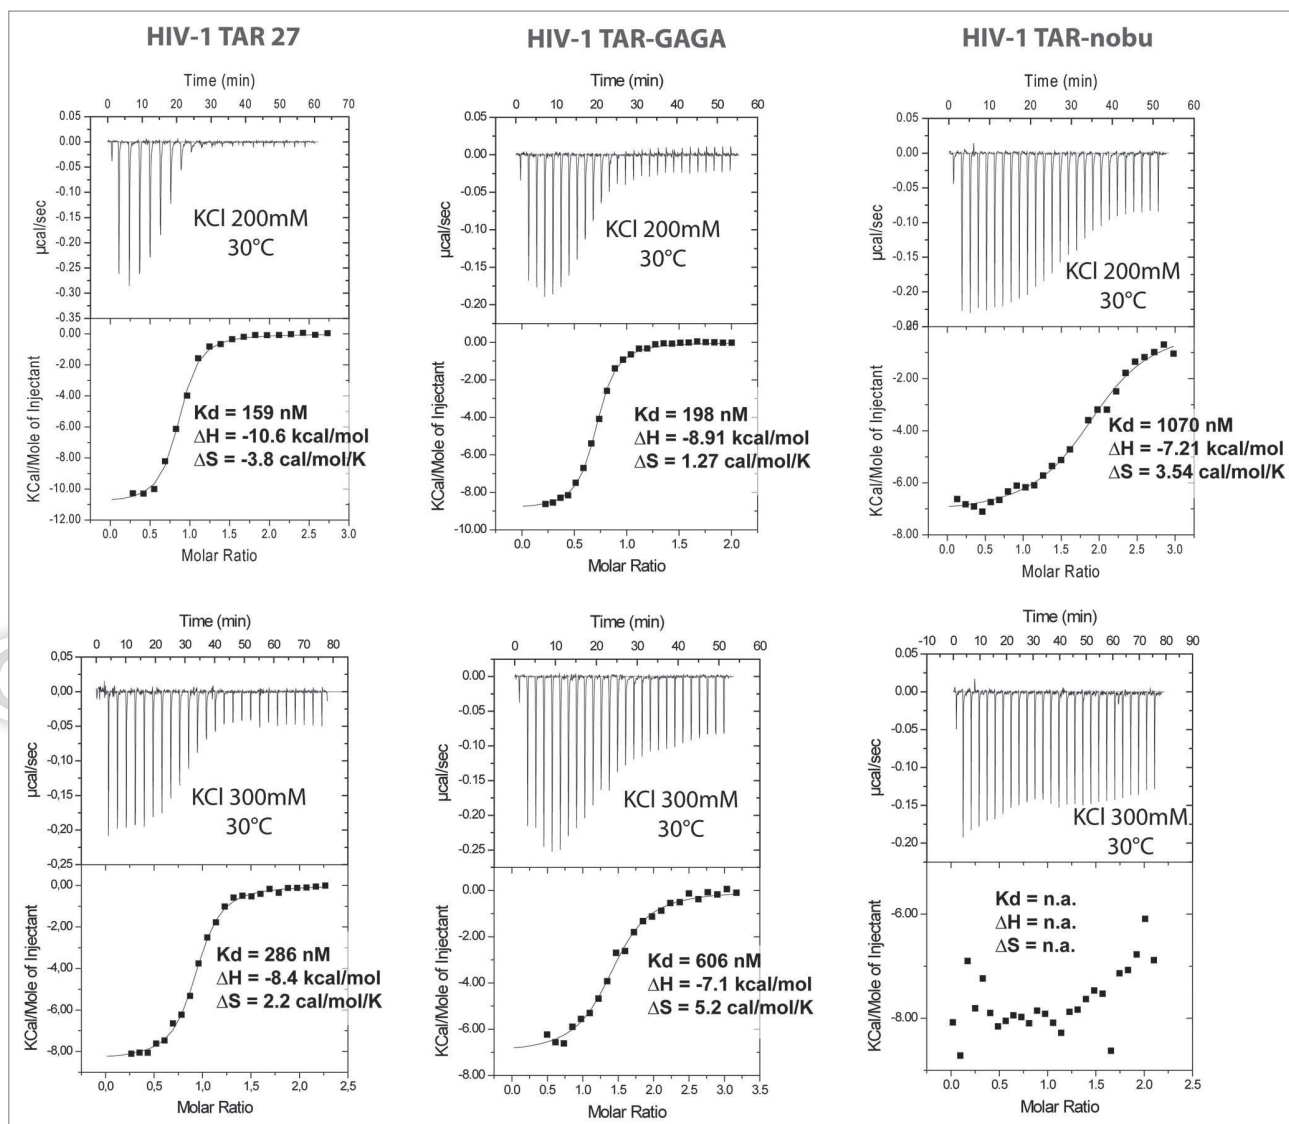 HIV-1 TAR 27
HIV-1 TAR-GAGA
HIV-1 TAR-nobu
Time (min)
0 10 20 30 40 50 60 70
0.05
0.00
-0.05
-0.10
-0.15
-0.20
-0.25
-0.30
-0.35
µcal/sec
KCl 200mM
30°C
0.00
-2.00
-4.00
-6.00
-8.00
-10.00
-12.00
KCal/Mole of Injectant
Kd = 159 nM
ΔH = -10.6 kcal/mol
ΔS = -3.8 cal/mol/K
0.0 0.5 1.0 1.5 2.0 2.5 3.0
Molar Ratio
Time (min)
0 10 20 30 40 50 60
0.05
0.00
-0.05
-0.10
-0.15
-0.20
µcal/sec
KCl 200mM
30°C
0.00
-2.00
-4.00
-6.00
-8.00
-10.00
KCal/Mole of Injectant
Kd = 198 nM
ΔH = -8.91 kcal/mol
ΔS = 1.27 cal/mol/K
0.0 0.5 1.0 1.5 2.0
Molar Ratio
Time (min)
0 10 20 30 40 50 60
0.05
0.00
-0.05
-0.10
-0.15
-0.20
µcal/sec
KCl 200mM
30°C
-2.00
-4.00
-6.00
-8.00
KCal/Mole of Injectant
Kd = 1070 nM
ΔH = -7.21 kcal/mol
ΔS = 3.54 cal/mol/K
0.0 0.5 1.0 1.5 2.0 2.5 3.0
Molar Ratio
Time (min)
0 10 20 30 40 50 60 70 80
0,05
0,00
-0,05
-0,10
-0,15
-0,20
-0,25
µcal/sec
KCl 300mM
30°C
0,00
-2,00
-4,00
-6,00
-8,00
KCal/Mole of Injectant
Kd = 286 nM
ΔH = -8.4 kcal/mol
ΔS = 2.2 cal/mol/K
0,0 0,5 1,0 1,5 2,0 2,5
Molar Ratio
Time (min)
0 10 20 30 40 50 60
0.00
-0.05
-0.10
-0.15
-0.20
-0.25
µcal/sec
KCl 300mM
30°C
0.00
-2.00
-4.00
-6.00
-8.00
KCal/Mole of Injectant
Kd = 606 nM
ΔH = -7.1 kcal/mol
ΔS = 5.2 cal/mol/K
0.0 0.5 1.0 1.5 2.0 2.5 3.0 3.5
Molar Ratio
Time (min)
-10 0 10 20 30 40 50 60 70 80 90
0.05
0.00
-0.05
-0.10
-0.15
-0.20
µcal/sec
KCl 300mM
30°C
-6.00
-8.00
KCal/Mole of Injectant
Kd = n.a.
ΔH = n.a.
ΔS = n.a.
0.0 0.5 1.0 1.5 2.0 2.5
Molar Ratio